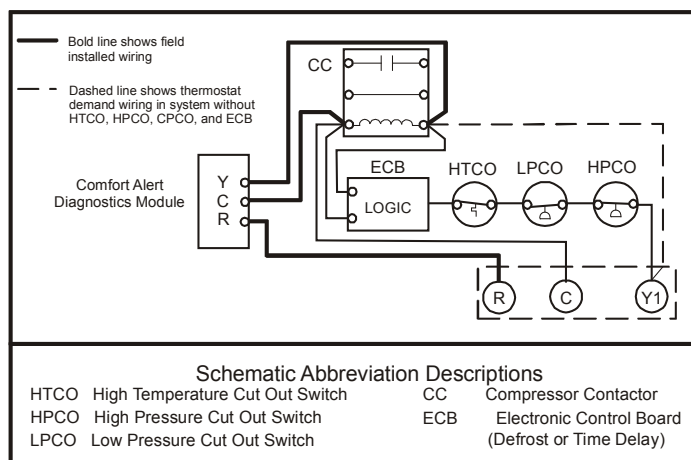 Bold line shows field
installed wiring
Dashed line shows thermostat
demand wiring in system without
HTCO, HPCO, CPCO, and ECB
CC
Comfort Alert
Diagnostics Module
Y
C
R
ECB
LOGIC
HTCO
LPCO
HPCO
R
C
Y1
Schematic Abbreviation Descriptions
HTCO High Temperature Cut Out Switch
HPCO High Pressure Cut Out Switch
LPCO Low Pressure Cut Out Switch
CC Compressor Contactor
ECB Electronic Control Board
(Defrost or Time Delay)